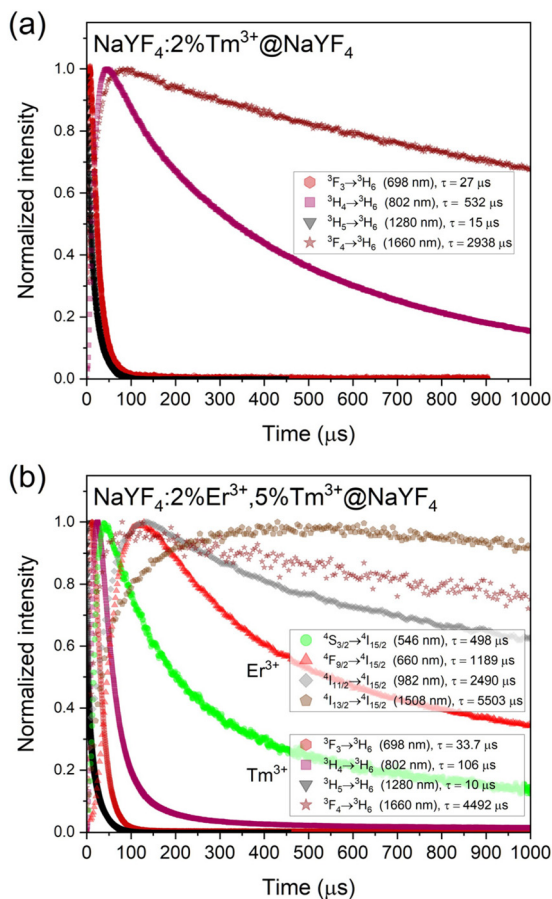 (a)
NaYF₄:2%Tm³⁺@NaYF₄
Normalized intensity
1.0
0.8
0.6
0.4
0.2
0.0
³F₃→³H₆ (698 nm), τ = 27 μs
³H₄→³H₆ (802 nm), τ = 532 μs
³H₅→³H₆ (1280 nm), τ = 15 μs
³F₄→³H₆ (1660 nm), τ = 2938 μs
0 100 200 300 400 500 600 700 800 900 1000
Time (μs)
(b)
NaYF₄:2%Er³⁺,5%Tm³⁺@NaYF₄
Normalized intensity
1.0
0.8
0.6
0.4
0.2
0.0
Er³⁺
⁴S₃/₂→⁴I₁₅/₂ (546 nm), τ = 498 μs
⁴F₉/₂→⁴I₁₅/₂ (660 nm), τ = 1189 μs
⁴I₁₁/₂→⁴I₁₅/₂ (982 nm), τ = 2490 μs
⁴I₁₃/₂→⁴I₁₅/₂ (1508 nm), τ = 5503 μs
Tm³⁺
³F₃→³H₆ (698 nm), τ = 33.7 μs
³H₄→³H₆ (802 nm), τ = 106 μs
³H₅→³H₆ (1280 nm), τ = 10 μs
³F₄→³H₆ (1660 nm), τ = 4492 μs
0 100 200 300 400 500 600 700 800 900 1000
Time (μs)